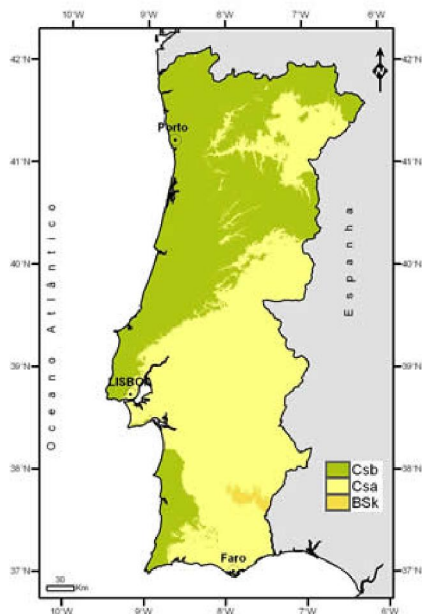 10°W 9°W 8°W 7°W 6°W
42°N 42°N
N
Porto
41°N 41°N
Oceano Atlântico
Espanha
40°N 40°N
39°N 39°N
LISBOA
38°N 38°N
Csb
Csa
BSk
Faro
37°N 37°N
30
Km
10°W 9°W 8°W 7°W 6°W